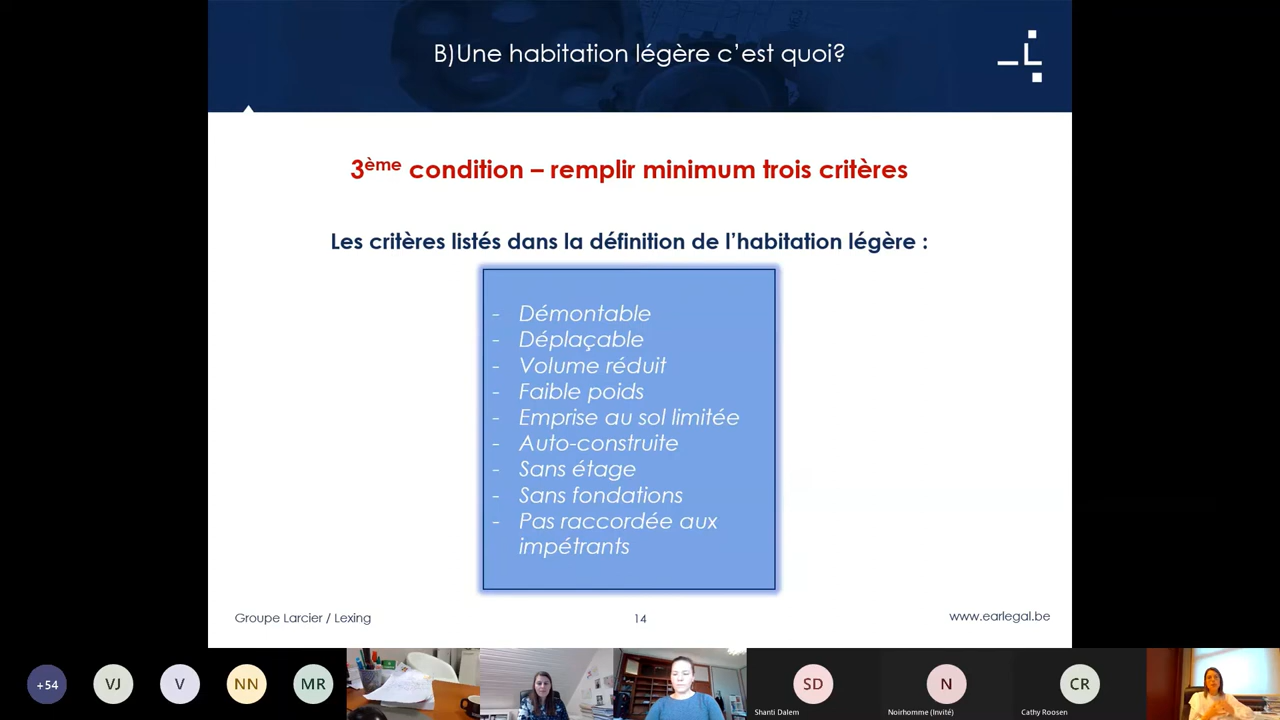 B)Une habitation légère c’est quoi?
3ème condition – remplir minimum trois critères
Les critères listés dans la définition de l’habitation légère :
- Démontable
- Déplaçable
- Volume réduit
- Faible poids
- Emprise au sol limitée
- Auto-construite
- Sans étage
- Sans fondations
- Pas raccordée aux
impétrants
Groupe Larcier / Lexing
14
www.earlegal.be
+54
VJ
V
NN
MR
SD
N
CR
Shanti Dalem
Noirhomme (Invité)
Cathy Roosen